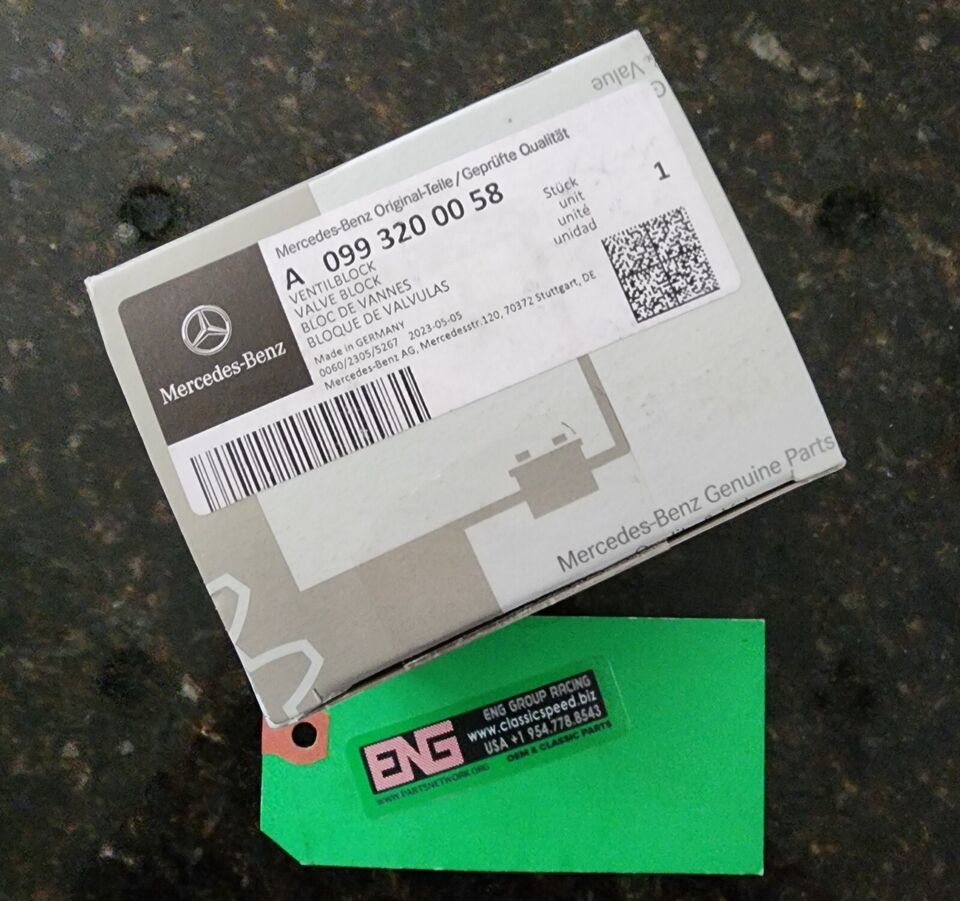 & Value
G
Mercedes-Benz Original-Teile / Geprüfte Qualität
A 099 320 00 58
VENTILBLOCK
VALVE BLOCK
BLOC DE VANNES
BLOQUE DE VALVULAS
Stück
unit
unité
unidad
1
Made in GERMANY
0060/2305/5267 2023-05-05
Mercedes-Benz AG, Mercedesstr.120, 70372 Stuttgart, DE
Mercedes-Benz
Mercedes-Benz Genuine Parts
ENG
ENG GROUP RACING
www.classicspeed.biz
USA +1 954.778.8543
OEM & CLASSIC PARTS
WWW.PARTSNETWORK.ORG